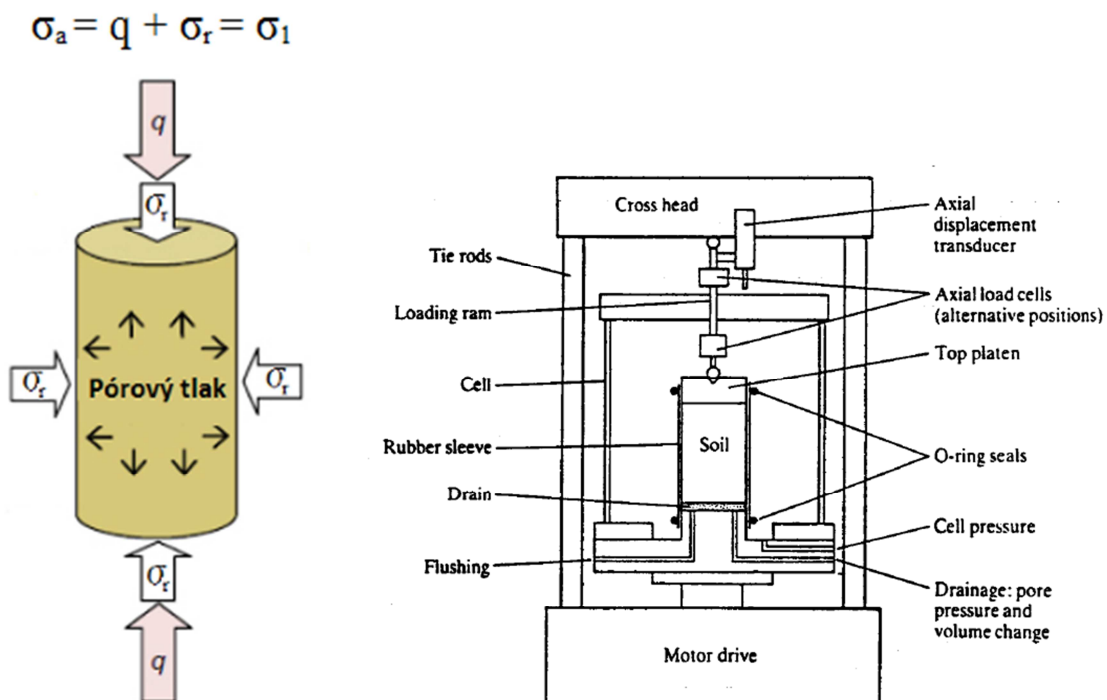 σa = q + σr = σ1
q
σr
σr
Pórový tlak
σr
σr
q
Cross head
Axial
displacement
transducer
Tie rods
Axial load cells
(alternative positions)
Loading ram
Top platen
Cell
Rubber sleeve
Soil
O-ring seals
Drain
Cell pressure
Flushing
Drainage: pore
pressure and
volume change
Motor drive